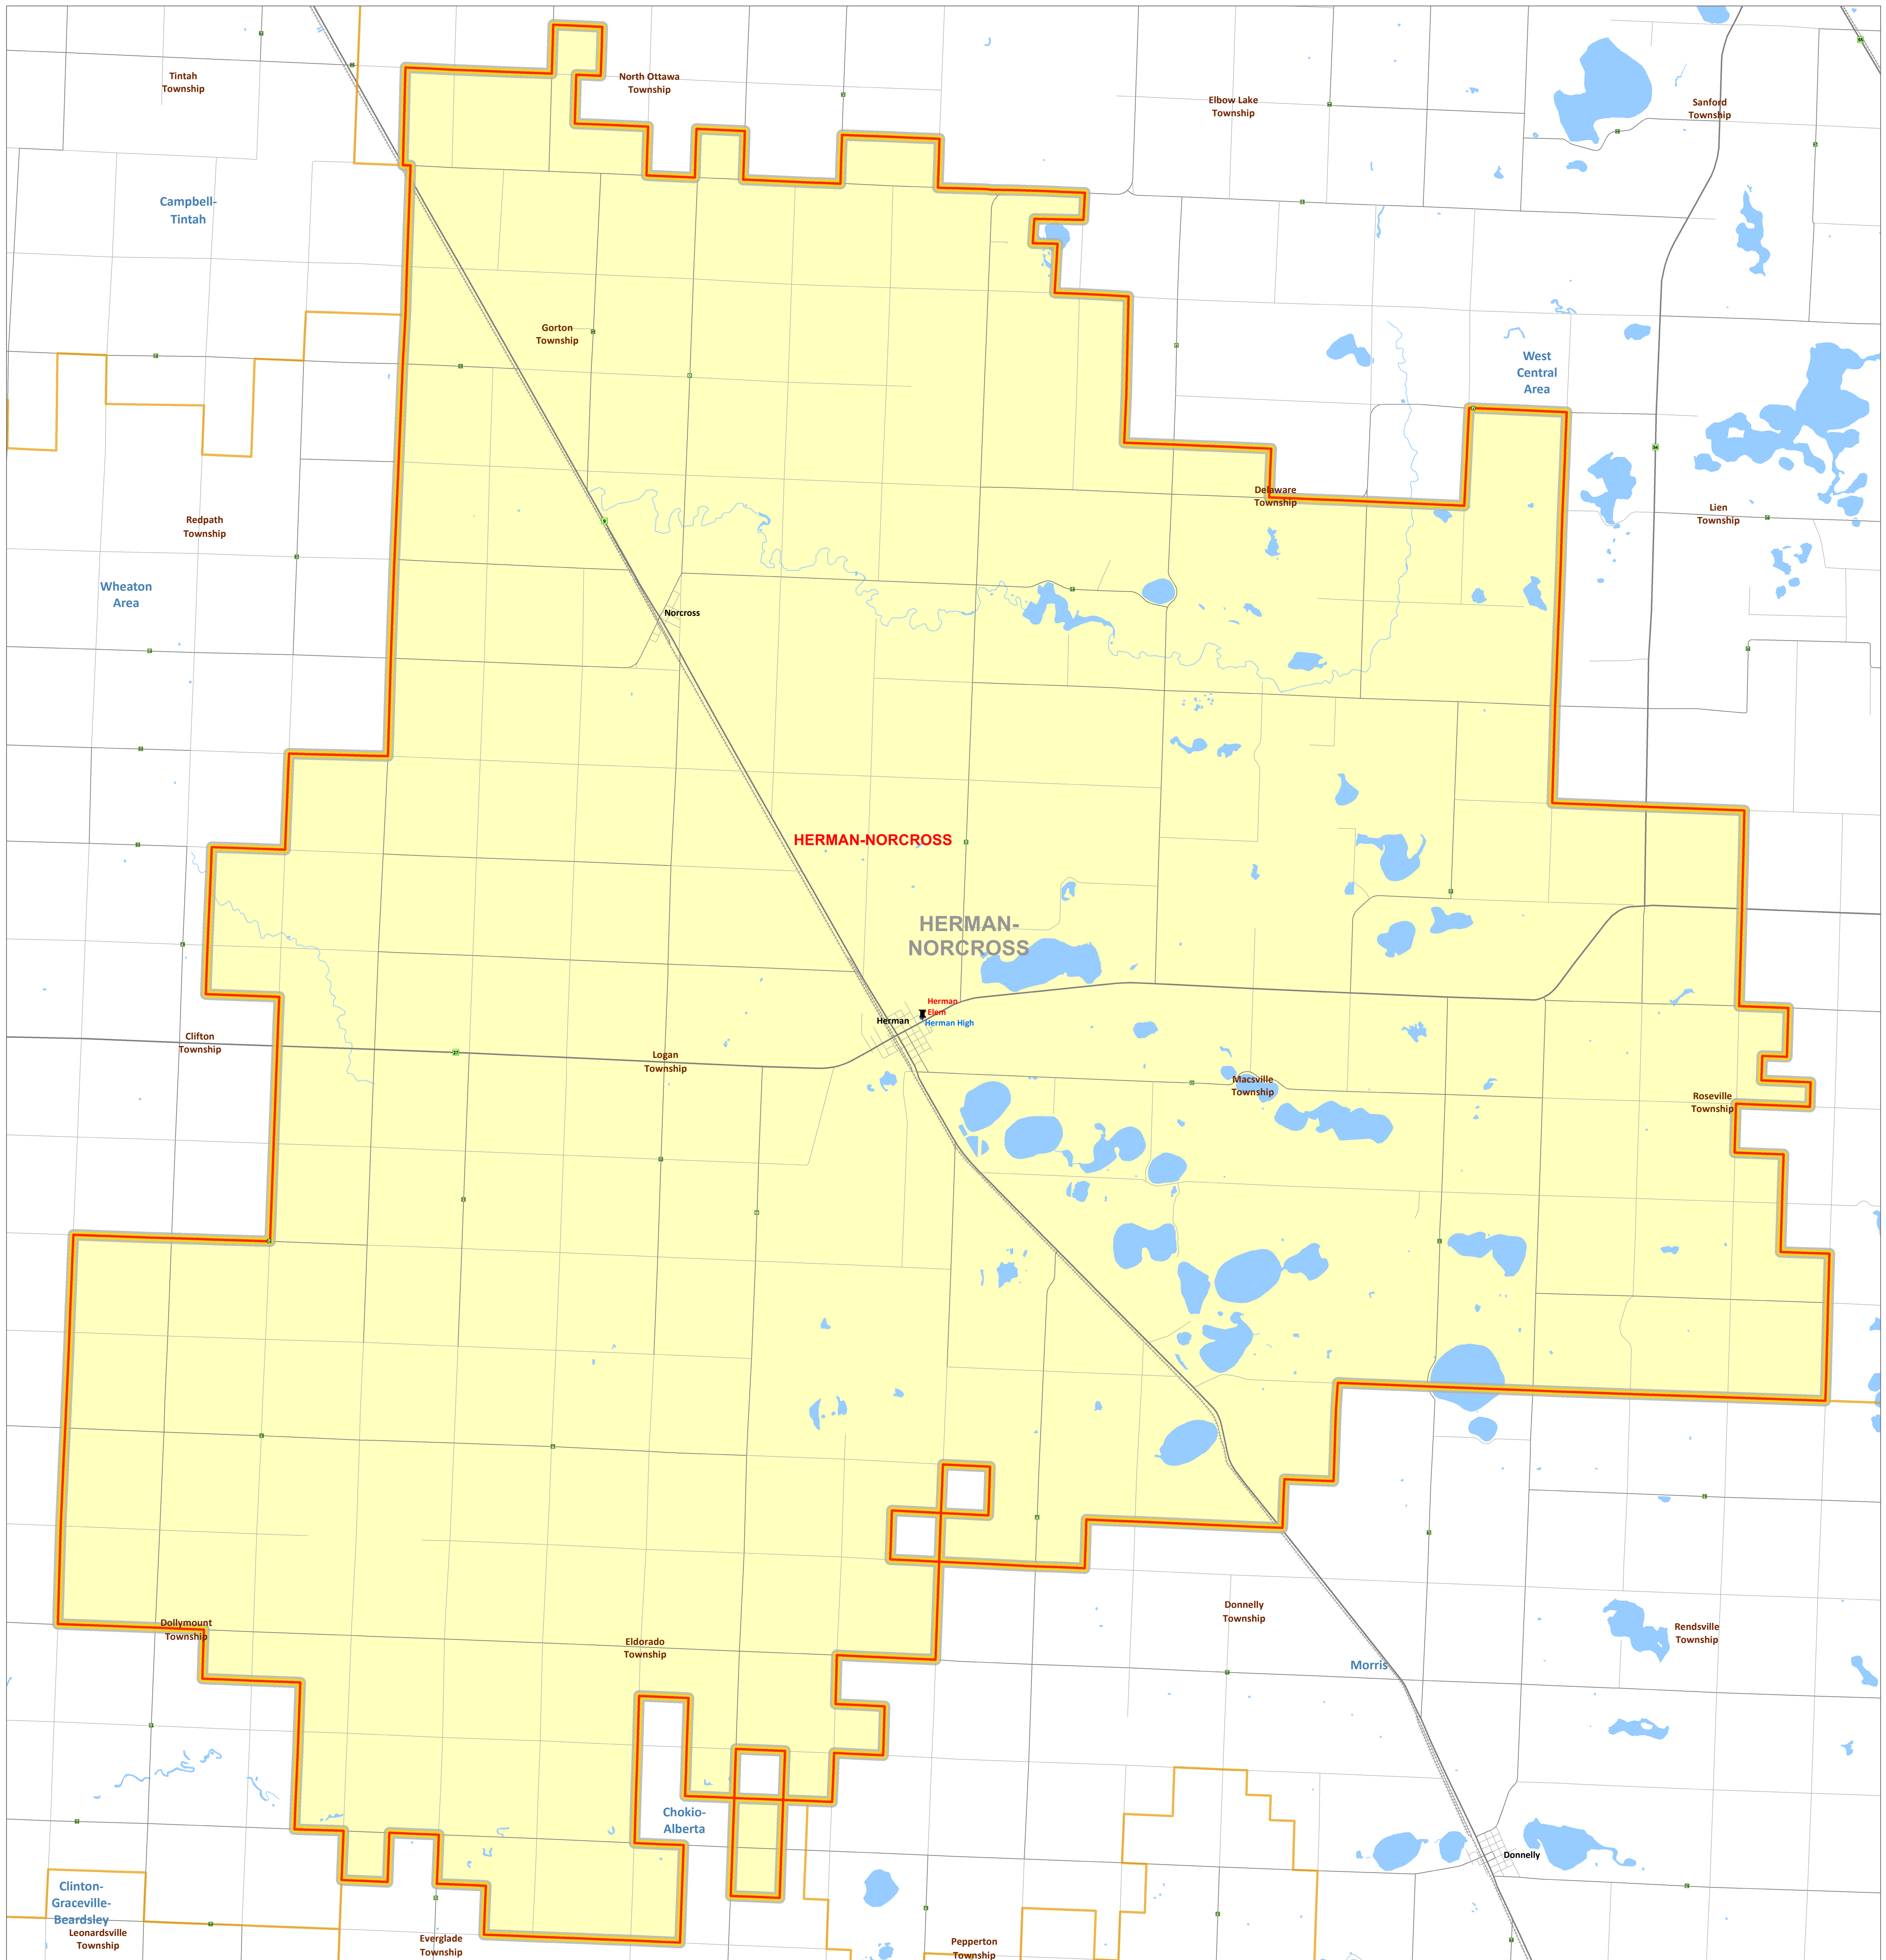 Tintah
Township
North Ottawa
Township
Elbow Lake
Township
Sanford
Township
Campbell-
Tintah
Gorton
Township
West
Central
Area
Delaware
Township
Lien
Township
Redpath
Township
9
54
Wheaton
Area
Norcross
HERMAN-NORCROSS
HERMAN-
NORCROSS
Herman
Elem
Herman
Herman High
Clifton
Township
27
Logan
Township
Macsville
Township
Roseville
Township
Dollymount
Township
Eldorado
Township
Donnelly
Township
Rendsville
Township
Morris
Chokio-
Alberta
Donnelly
Clinton-
Graceville-
Beardsley
Leonardsville
Township
Everglade
Township
Pepperton
Township